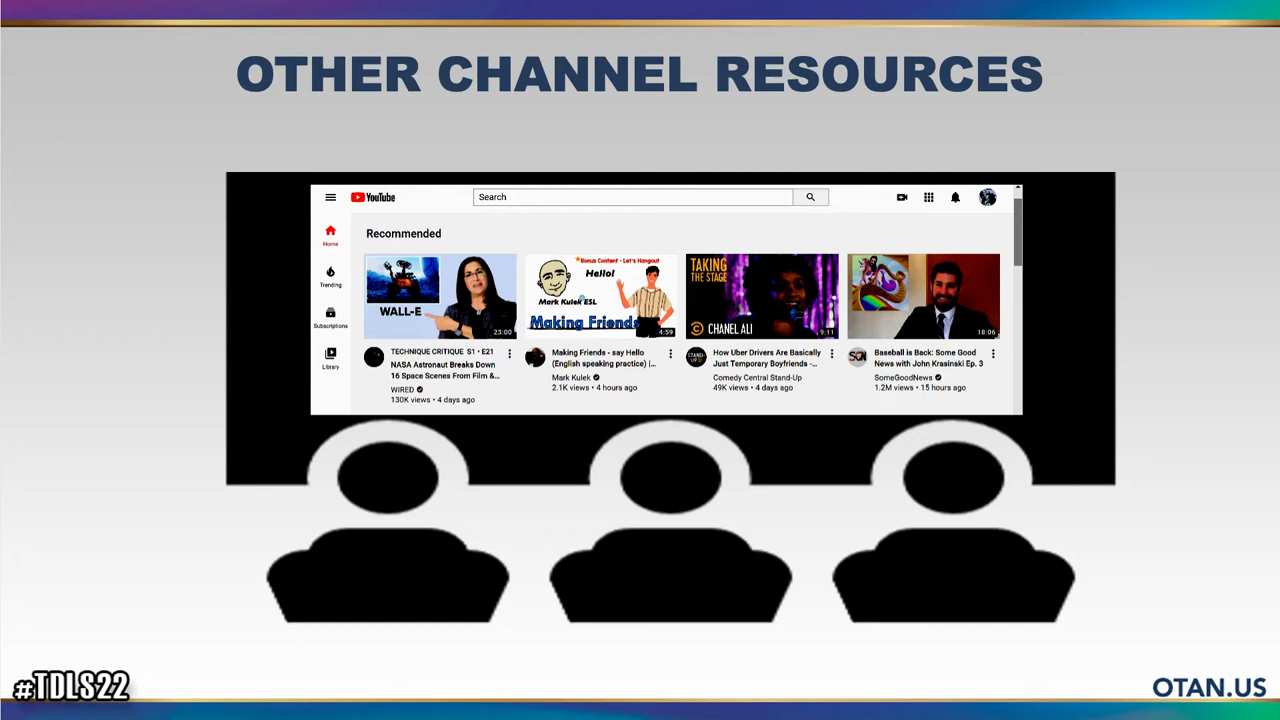 OTHER CHANNEL RESOURCES
YouTube
Search
Home
Trending
Subscriptions
Library
Recommended
WALL-E
23:00
TECHNIQUE CRITIQUE S1 • E21
NASA Astronaut Breaks Down
16 Space Scenes From Film &...
WIRED
130K views • 4 days ago
*Bonus Content - Let's Hangout
Hello!
Mark Kulek ESL
Making Friends
4:59
Making Friends - say Hello
(English speaking practice) |...
Mark Kulek
2.1K views • 4 hours ago
TAKING
THE STAGE
CHANEL ALI
9:11
STAND-
UP
How Uber Drivers Are Basically
Just Temporary Boyfriends -...
Comedy Central Stand-Up
49K views • 4 days ago
18:06
Baseball is Back: Some Good
News with John Krasinski Ep. 3
SomeGoodNews
1.2M views • 15 hours ago
#TDLS22
OTAN.US